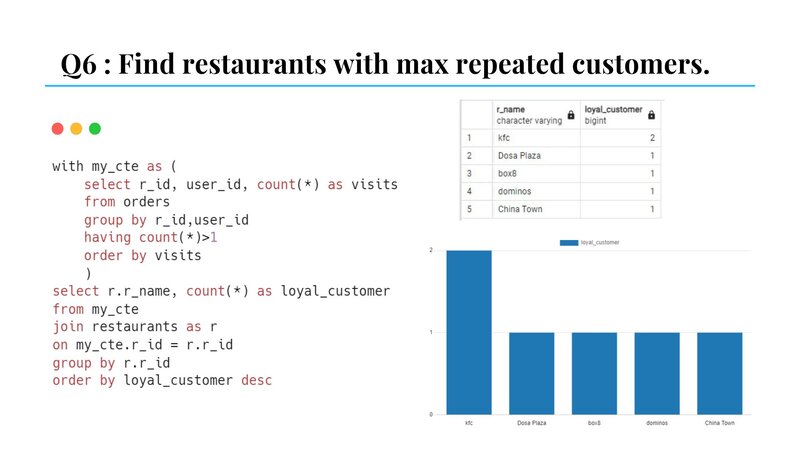 Q6 : Find restaurants with max repeated customers.
with my_cte as (
    select r_id, user_id, count(*) as visits
    from orders
    group by r_id,user_id
    having count(*)>1
    order by visits
    )
select r.r_name, count(*) as loyal_customer
from my_cte
join restaurants as r
on my_cte.r_id = r.r_id
group by r.r_id
order by loyal_customer desc
r_name loyal_customer
character varying bigint
1 kfc 2
2 Dosa Plaza 1
3 box8 1
4 dominos 1
5 China Town 1
loyal_customer
2
1
0
kfc Dosa Plaza box8 dominos China Town